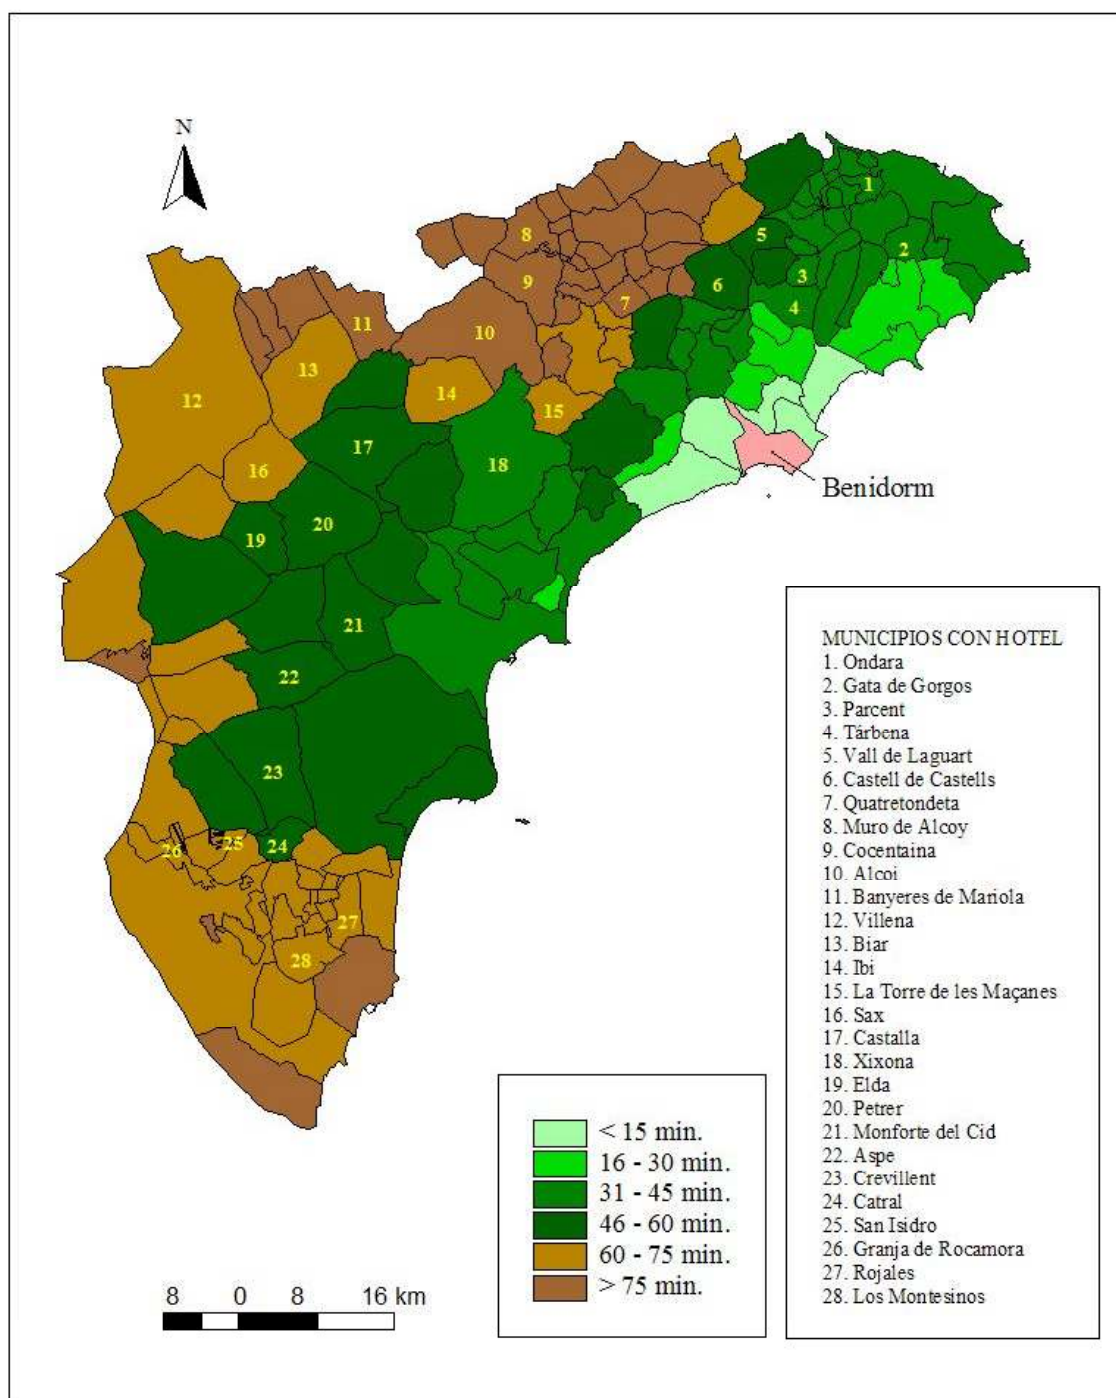 N
1
2
3
4
5
6
7
8
9
10
11
12
13
14
15
16
17
18
19
20
21
22
23
24
25
26
27
28
Benidorm
MUNICIPIOS CON HOTEL
1. Ondara
2. Gata de Gorgos
3. Parcent
4. Tárbena
5. Vall de Laguart
6. Castell de Castells
7. Quatretondeta
8. Muro de Alcoy
9. Cocentaina
10. Alcoi
11. Banyeres de Mariola
12. Villena
13. Biar
14. Ibi
15. La Torre de les Maçanes
16. Sax
17. Castalla
18. Xixona
19. Elda
20. Petrer
21. Monforte del Cid
22. Aspe
23. Crevillent
24. Catral
25. San Isidro
26. Granja de Rocamora
27. Rojales
28. Los Montesinos
< 15 min.
16 - 30 min.
31 - 45 min.
46 - 60 min.
60 - 75 min.
> 75 min.
8 0 8 16 km